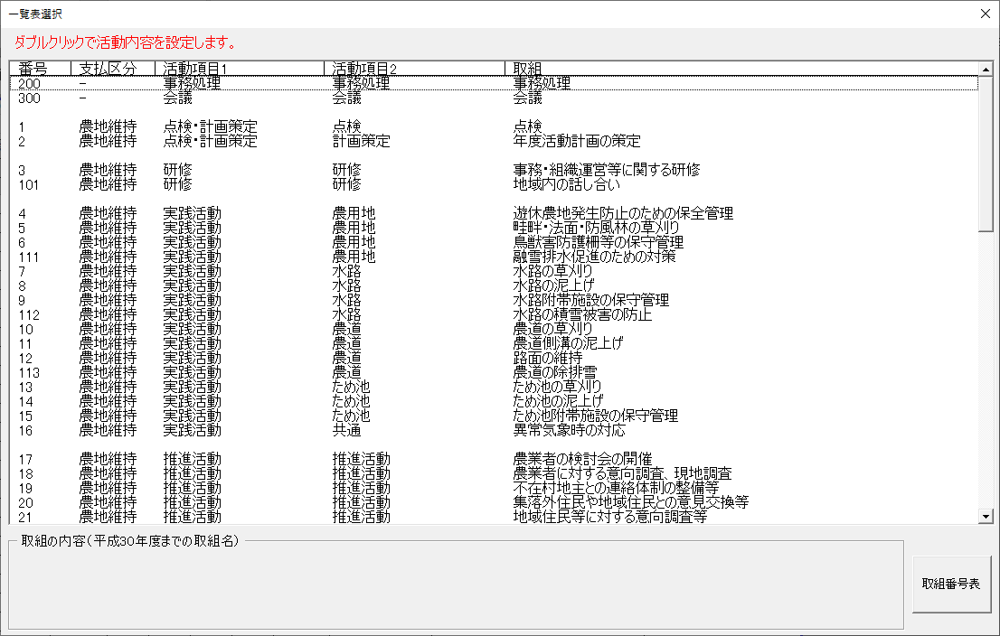 一覧表選択
ダブルクリックで活動内容を設定します。
番号 支払区分 活動項目1 活動項目2 取組
200 － 事務処理 事務処理 事務処理
300 － 会議 会議 会議
1 農地維持 点検・計画策定 点検 点検
2 農地維持 点検・計画策定 計画策定 年度活動計画の策定
3 農地維持 研修 研修 事務・組織運営等に関する研修
101 農地維持 研修 研修 地域内の話し合い
4 農地維持 実践活動 農用地 遊休農地発生防止のための保全管理
5 農地維持 実践活動 農用地 畦畔・法面・防風林の草刈り
6 農地維持 実践活動 農用地 鳥獣害防護柵等の保守管理
111 農地維持 実践活動 農用地 融雪排水促進のための対策
7 農地維持 実践活動 水路 水路の草刈り
8 農地維持 実践活動 水路 水路の泥上げ
9 農地維持 実践活動 水路 水路附帯施設の保守管理
112 農地維持 実践活動 水路 水路の積雪被害の防止
10 農地維持 実践活動 農道 農道の草刈り
11 農地維持 実践活動 農道 農道側溝の泥上げ
12 農地維持 実践活動 農道 路面の維持
113 農地維持 実践活動 農道 農道の除排雪
13 農地維持 実践活動 ため池 ため池の草刈り
14 農地維持 実践活動 ため池 ため池の泥上げ
15 農地維持 実践活動 ため池 ため池附帯施設の保守管理
16 農地維持 実践活動 共通 異常気象時の対応
17 農地維持 推進活動 推進活動 農業者の検討会の開催
18 農地維持 推進活動 推進活動 農業者に対する意向調査、現地調査
19 農地維持 推進活動 推進活動 不在村地主との連絡体制の整備等
20 農地維持 推進活動 推進活動 集落外住民や地域住民との意見交換等
21 農地維持 推進活動 推進活動 地域住民等に対する意向調査等
取組の内容（平成30年度までの取組名）
取組番号表